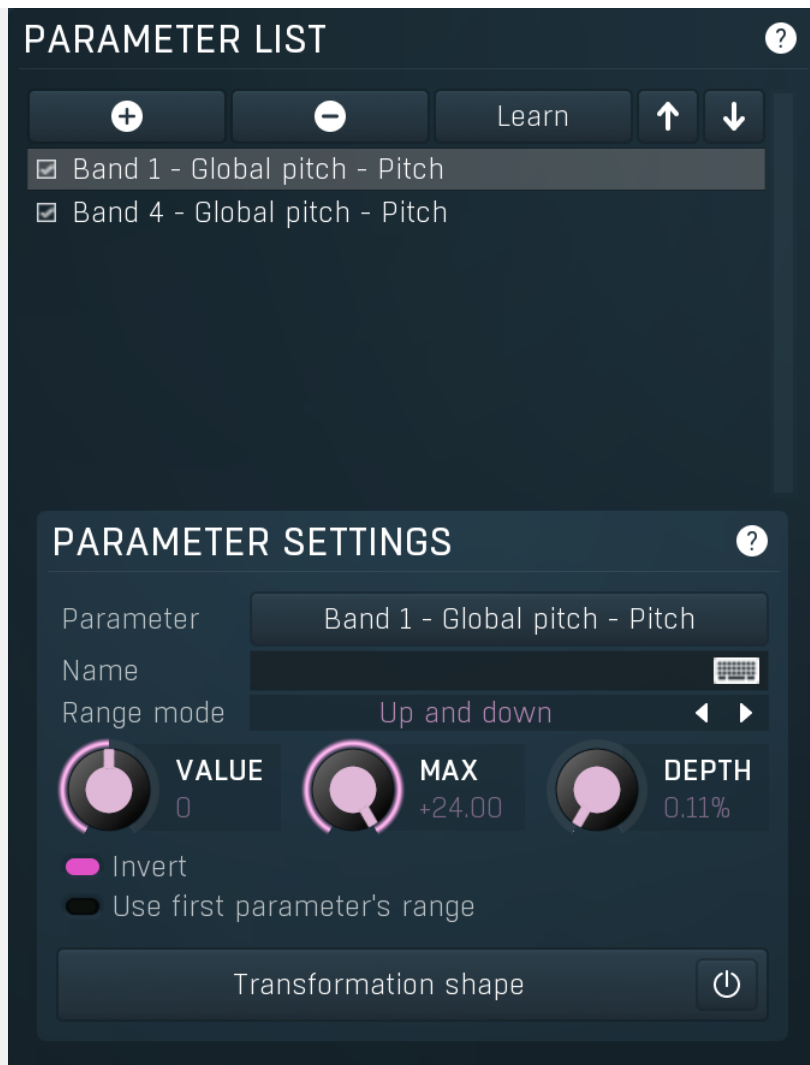 PARAMETER LIST ?
Learn
Band 1 - Global pitch - Pitch
Band 4 - Global pitch - Pitch
PARAMETER SETTINGS ?
Parameter Band 1 - Global pitch - Pitch
Name
Range mode Up and down
VALUE MAX DEPTH
0 +24.00 0.11%
Invert
Use first parameter's range
Transformation shape